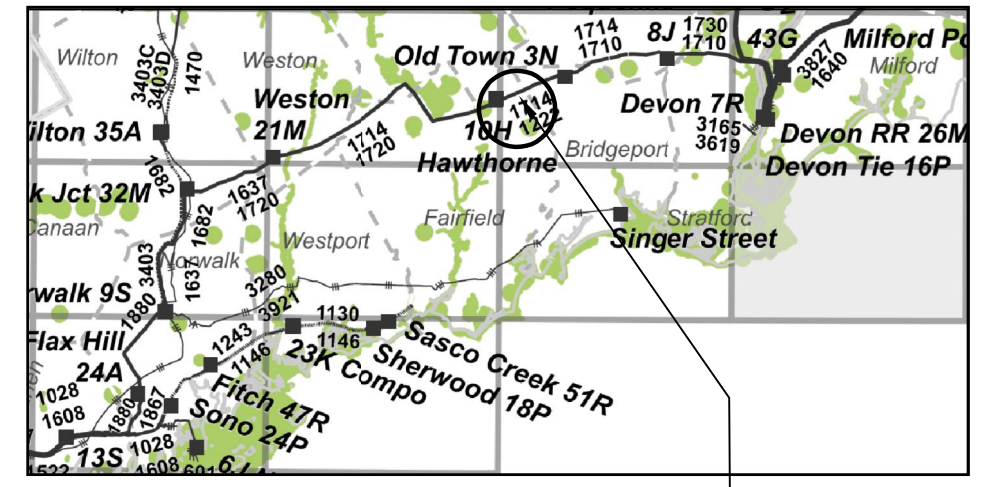 Wilton
3403C
3403D
1470
Weston
Old Town 3N
1714
1710
8J
1730
1710
43G
Milford
3827
1640
Milford
Weston
21M
ilton 35A
1714
1720
10H
1714
1222
Hawthorne
Bridgeport
Devon 7R
3165
3619
Devon RR 26M
Devon Tie 16P
1682
k Jct 32M
1637
1720
Canaan
1682
Norwalk
Westport
Fairfield
Stratford
Singer Street
3403
1637
rwalk 9S
1880
3280
3921
1243
1146
1130
1146
Flax Hill
24A
Sasco Creek 51R
Sherwood 18P
23K Compo
Fitch 47R
Sono 24P
1028
1608
1880
1867
13S
1028
1608